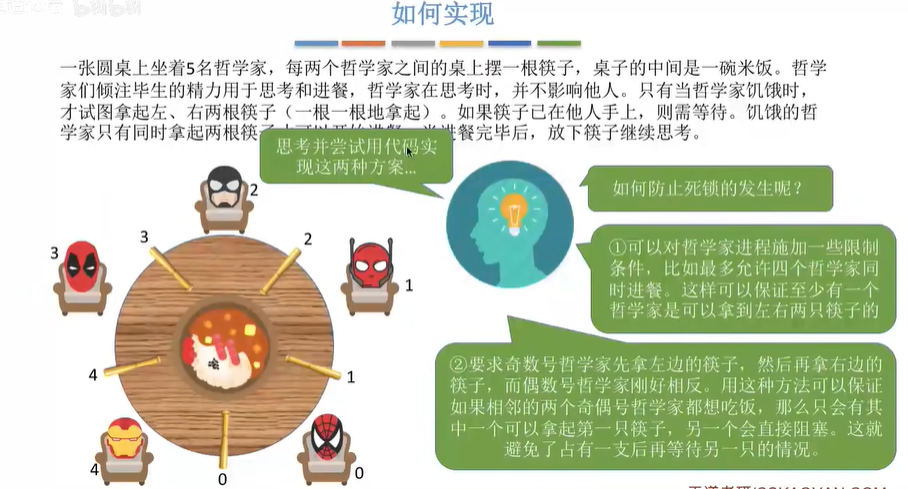 如何实现
一张圆桌上坐着5名哲学家，每两个哲学家之间的桌上摆一根筷子，桌子的中间是一碗米饭。哲学
家们倾注毕生的精力用于思考和进餐，哲学家在思考时，并不影响他人。只有当哲学家饥饿时，
才试图拿起左、右两根筷子（一根一根地拿起）。如果筷子已在他人手上，则需等待。饥饿的哲
学家只有同时拿起两根筷子才可以开始进餐，当进餐完毕后，放下筷子继续思考。
思考并尝试用代码实
现这两种方案...
如何防止死锁的发生呢？
①可以对哲学家进程施加一些限制
条件，比如最多允许四个哲学家同
时进餐。这样可以保证至少有一个
哲学家是可以拿到左右两只筷子的
②要求奇数号哲学家先拿左边的筷子，然后再拿右边的
筷子，而偶数号哲学家刚好相反。用这种方法可以保证
如果相邻的两个奇偶号哲学家都想吃饭，那么只会有其
中一个可以拿起第一只筷子，另一个会直接阻塞。这就
避免了占有一支后再等待另一只的情况。
2
3
2
3
1
4
1
4
0
0